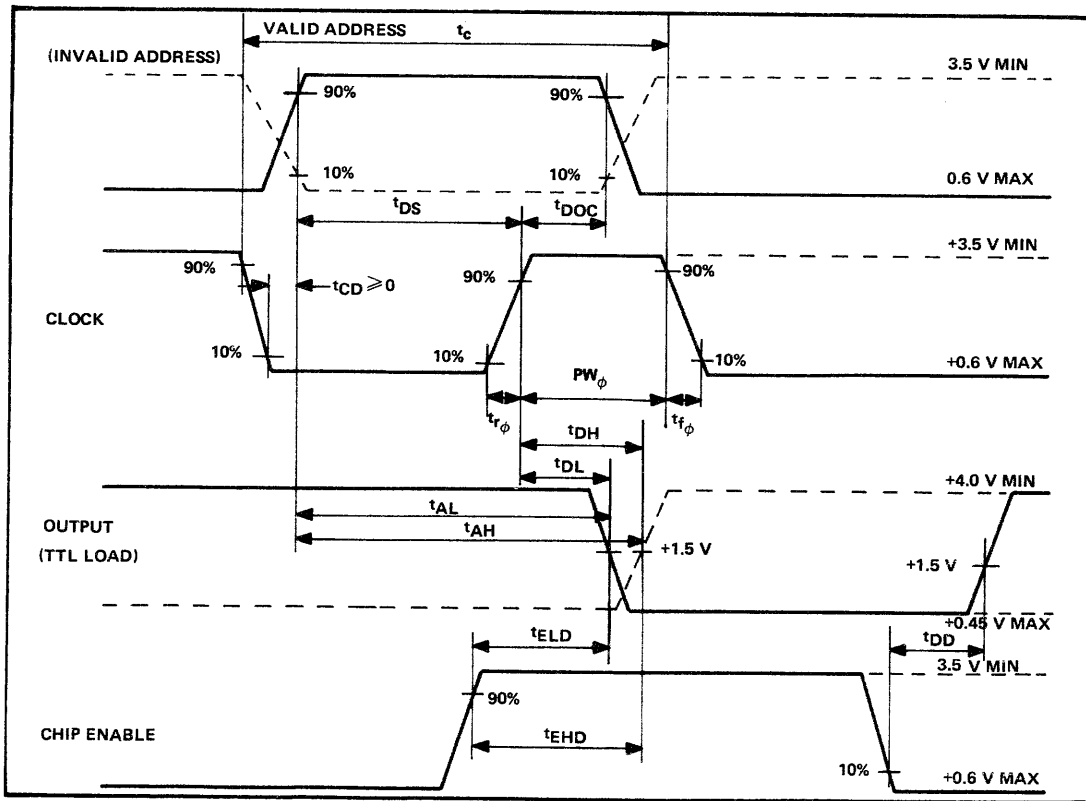 VALID ADDRESS tc
(INVALID ADDRESS)
3.5 V MIN
90% 90%
10% 10%
0.6 V MAX
tDS tDOC
+3.5 V MIN
90% 90% 90%
tCD ≥0
CLOCK
10% 10% 10%
+0.6 V MAX
PWϕ
trϕ tfϕ
tDH
tDL
+4.0 V MIN
tAL
OUTPUT
tAH
(TTL LOAD)
+1.5 V +1.5 V
+0.45 V MAX
tELD tDD
3.5 V MIN
90%
CHIP ENABLE
tEHD
10% +0.6 V MAX